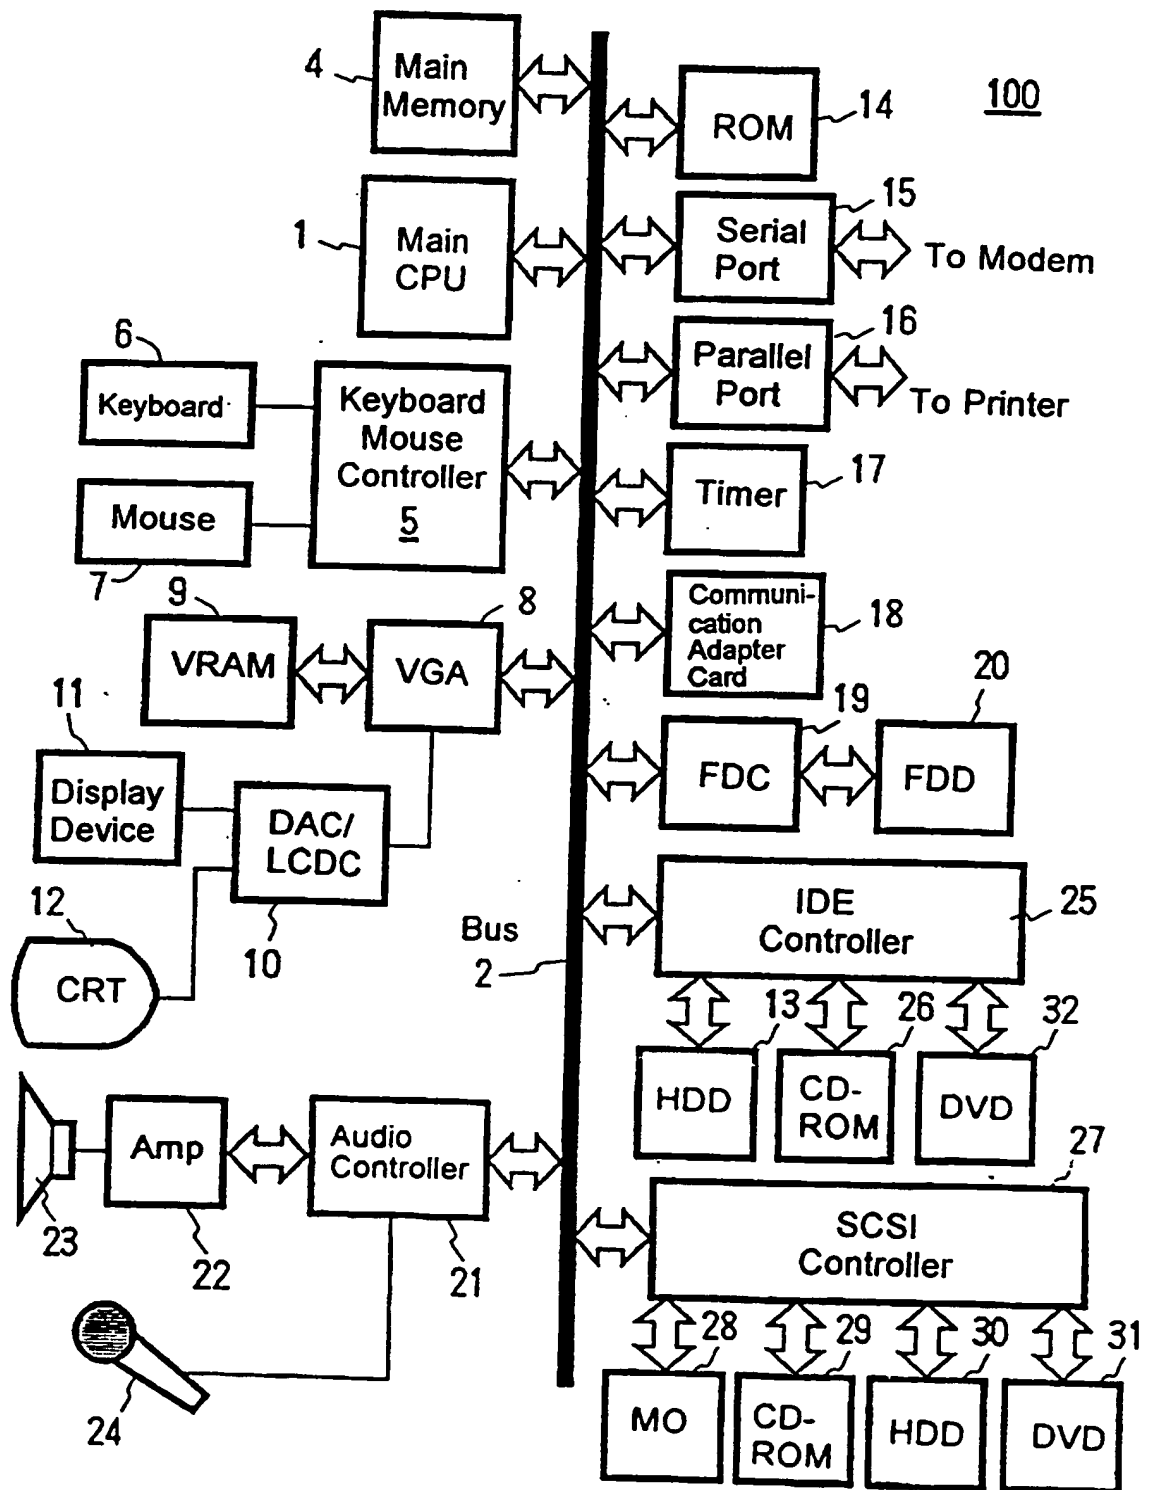 4
Main
Memory
ROM
14
100
1
Main
CPU
15
Serial
Port
To Modem
16
Parallel
Port
To Printer
6
Keyboard
Keyboard
Mouse
Controller
5
Mouse
7
Timer
17
Communi-
cation
Adapter
Card
18
9
VRAM
8
VGA
19
FDC
20
FDD
11
Display
Device
DAC/
LCDC
10
12
CRT
Bus
2
IDE
Controller
25
13
HDD
26
CD-
ROM
32
DVD
23
Amp
22
Audio
Controller
21
24
27
SCSI
Controller
28
MO
29
CD-
ROM
30
HDD
31
DVD